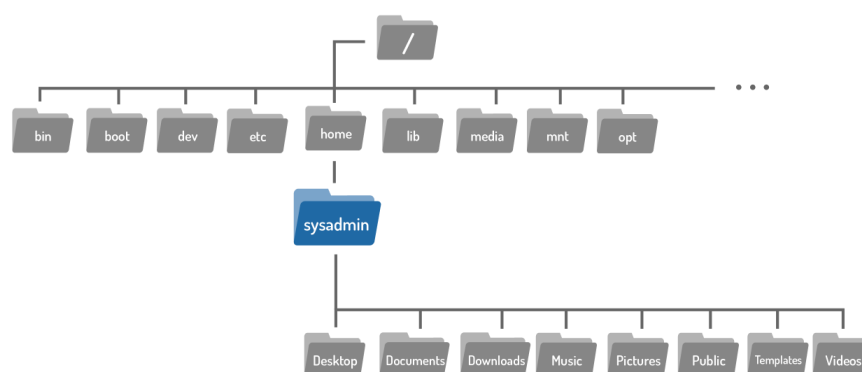 /
bin
boot
dev
etc
home
lib
media
mnt
opt
sysadmin
Desktop
Documents
Downloads
Music
Pictures
Public
Templates
Videos